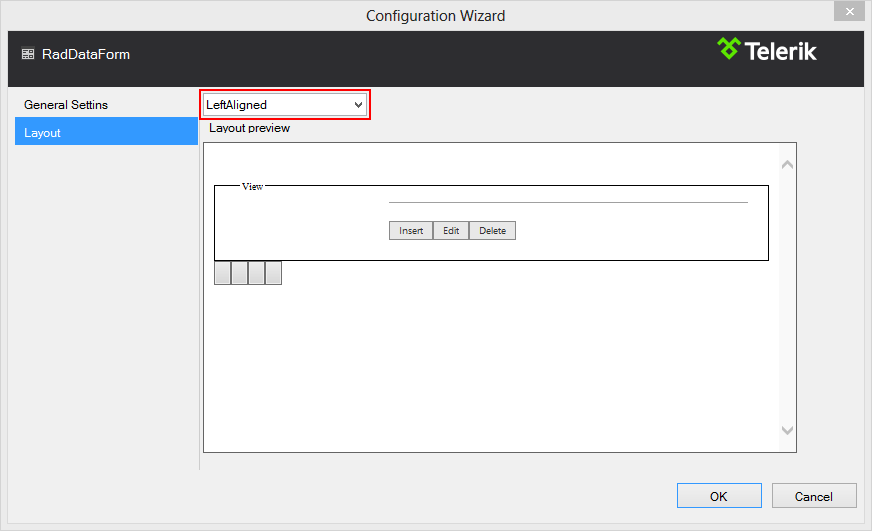 Configuration Wizard
RadDataForm
Telerik
General Settins
LeftAligned
Layout
Layout preview
View
Insert Edit Delete
OK Cancel